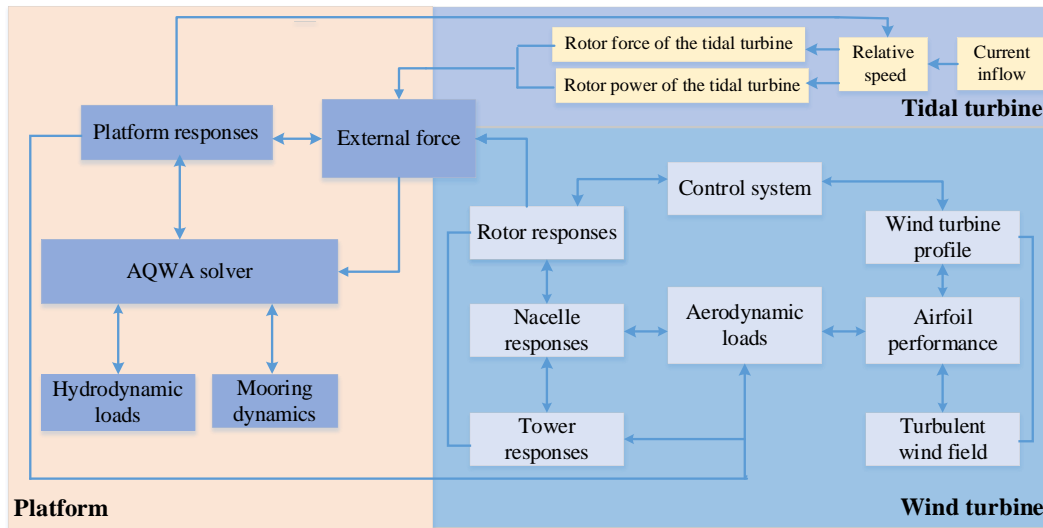 Rotor force of the tidal turbine
Rotor power of the tidal turbine
Relative
speed
Current
inflow
Tidal turbine
Platform responses
External force
AQWA solver
Hydrodynamic
loads
Mooring
dynamics
Platform
Control system
Rotor responses
Wind turbine
profile
Nacelle
responses
Aerodynamic
loads
Airfoil
performance
Tower
responses
Turbulent
wind field
Wind turbine